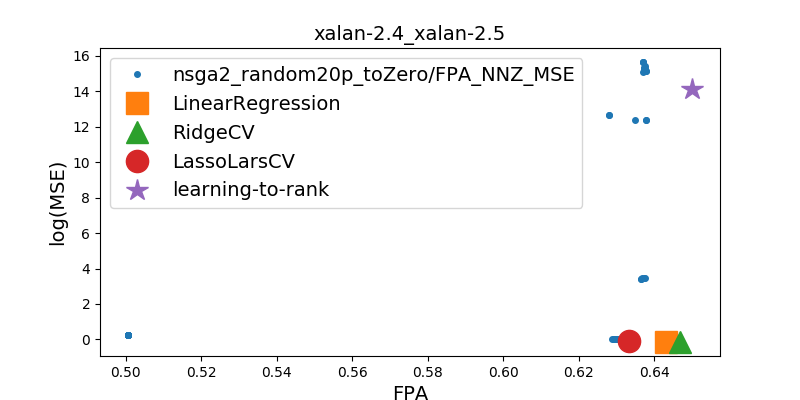 xalan-2.4_xalan-2.5
16
14
12
10
8
6
4
2
0
log(MSE)
nsga2_random20p_toZero/FPA_NNZ_MSE
LinearRegression
RidgeCV
LassoLarsCV
learning-to-rank
0.50 0.52 0.54 0.56 0.58 0.60 0.62 0.64
FPA